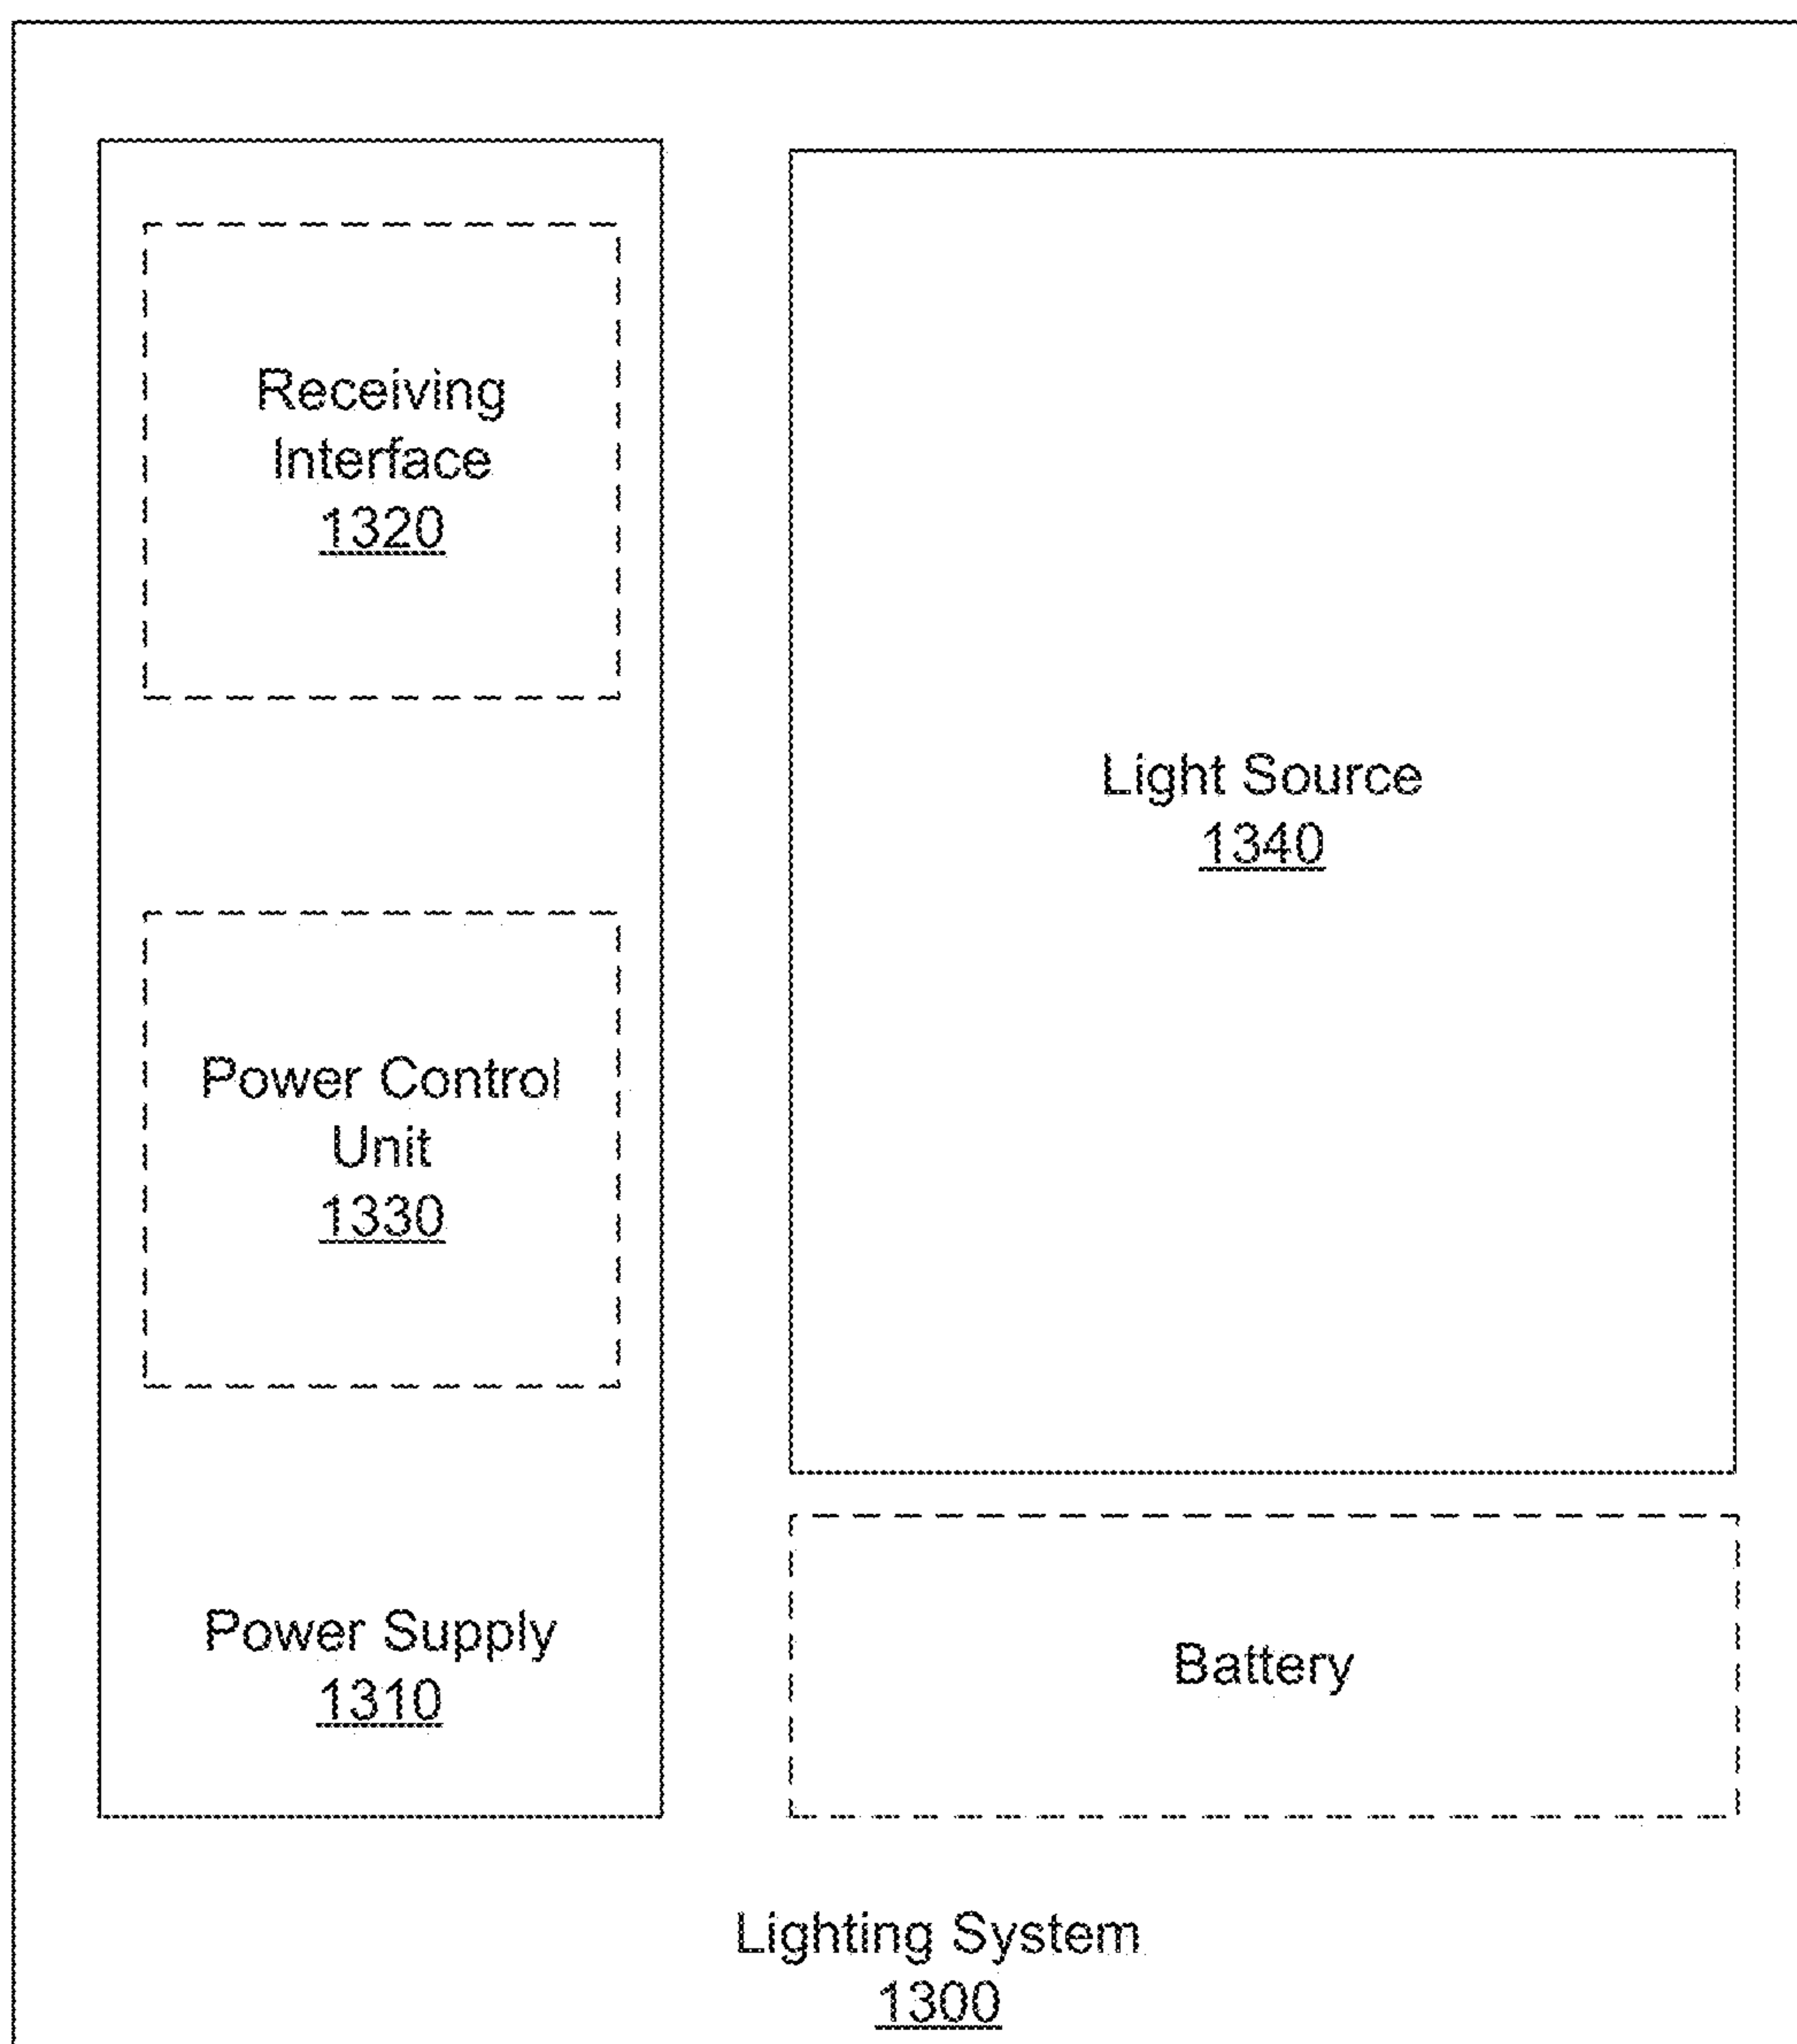 Receiving
Interface
1320
Power Control
Unit
1330
Power Supply
1310
Light Source
1340
Battery
Lighting System
1300